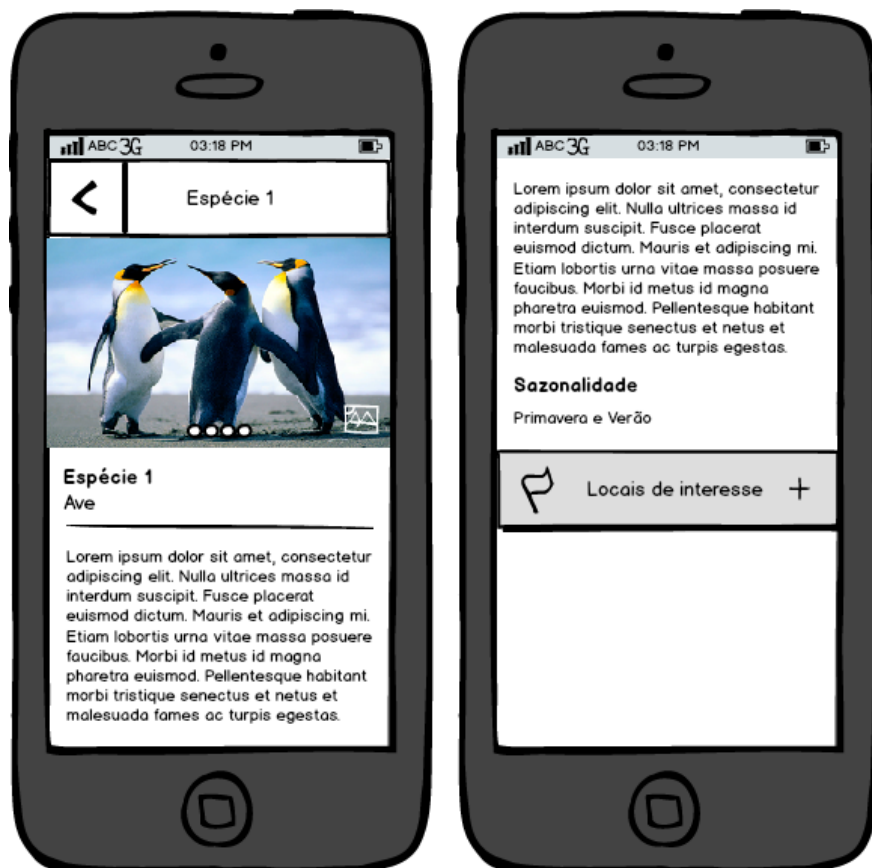 ABC 3G 03:18 PM
Espécie 1
Espécie 1
Ave
Lorem ipsum dolor sit amet, consectetur
adipiscing elit. Nulla ultrices massa id
interdum suscipit. Fusce placerat
euismod dictum. Mauris et adipiscing mi.
Etiam lobortis urna vitae massa posuere
faucibus. Morbi id metus id magna
pharetra euismod. Pellentesque habitant
morbi tristique senectus et netus et
malesuada fames ac turpis egestas.
ABC 3G 03:18 PM
Lorem ipsum dolor sit amet, consectetur
adipiscing elit. Nulla ultrices massa id
interdum suscipit. Fusce placerat
euismod dictum. Mauris et adipiscing mi.
Etiam lobortis urna vitae massa posuere
faucibus. Morbi id metus id magna
pharetra euismod. Pellentesque habitant
morbi tristique senectus et netus et
malesuada fames ac turpis egestas.
Sazonalidade
Primavera e Verão
Locais de interesse +